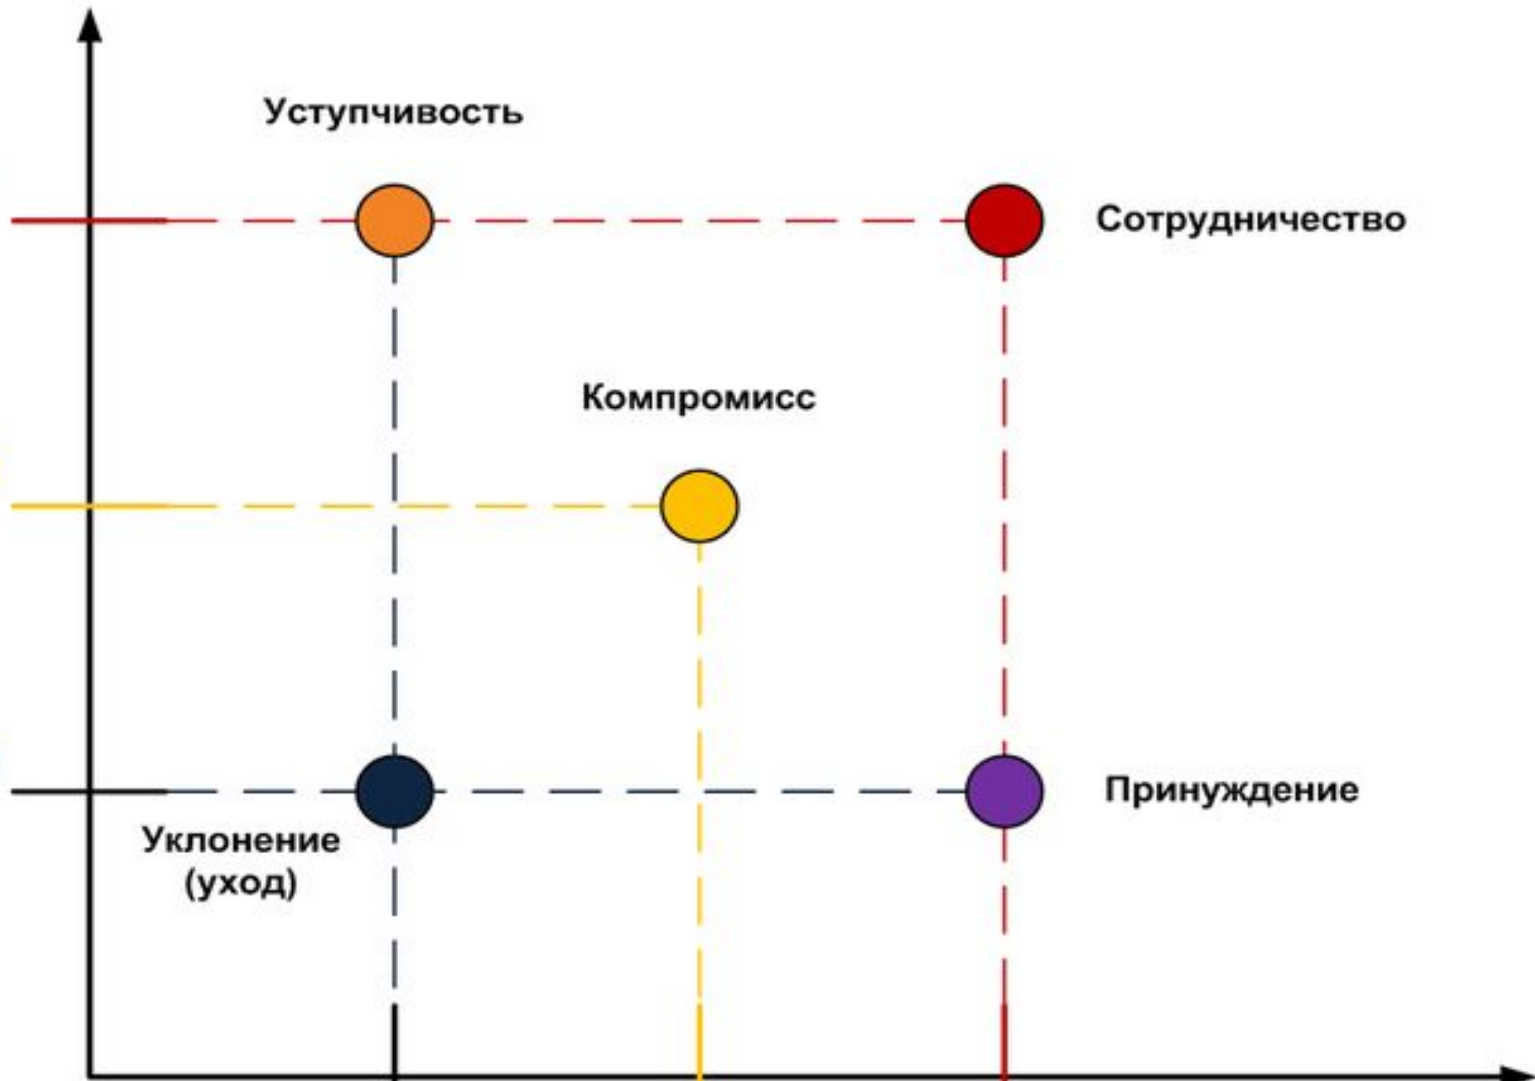 Уступчивость
Сотрудничество
Компромисс
Принуждение
Уклонение
(уход)